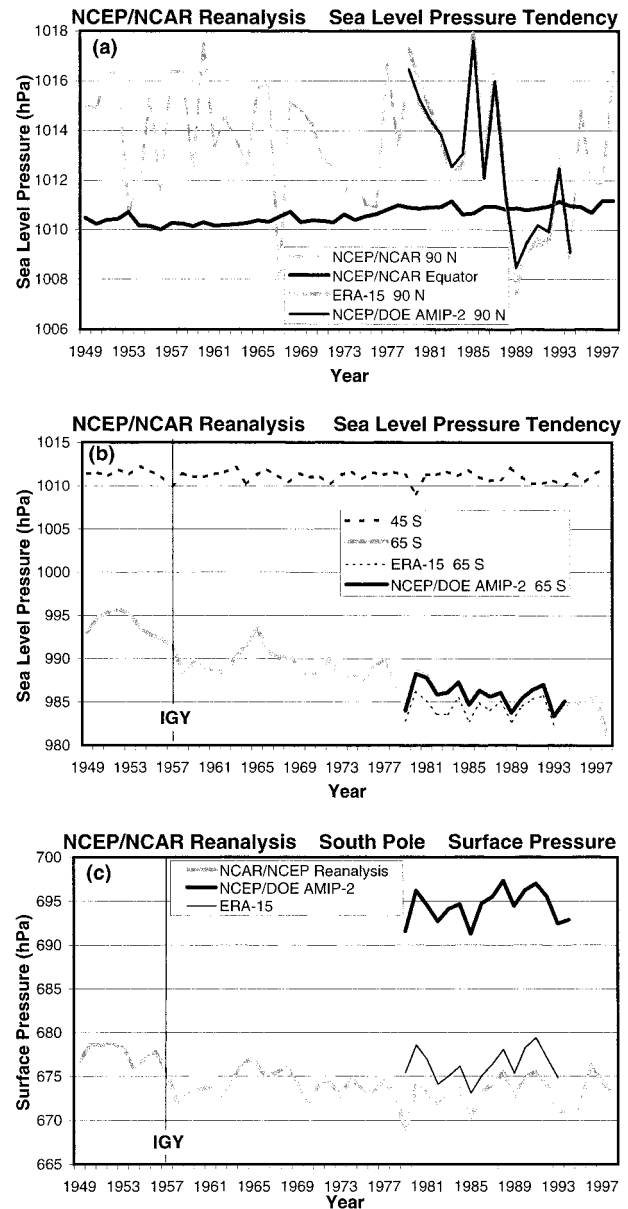 NCEP/NCAR Reanalysis Sea Level Pressure Tendency
(a)
Sea Level Pressure (hPa)
1018
1016
1014
1012
1010
1008
1006
NCEP/NCAR 90 N
NCEP/NCAR Equator
ERA-15 90 N
NCEP/DOE AMIP-2 90 N
1949 1953 1957 1961 1965 1969 1973 1977 1981 1985 1989 1993 1997
Year
NCEP/NCAR Reanalysis Sea Level Pressure Tendency
(b)
Sea Level Pressure (hPa)
1015
1010
1005
1000
995
990
985
980
45 S
65 S
ERA-15 65 S
NCEP/DOE AMIP-2 65 S
IGY
1949 1953 1957 1961 1965 1969 1973 1977 1981 1985 1989 1993 1997
Year
NCEP/NCAR Reanalysis South Pole Surface Pressure
(c)
Surface Pressure (hPa)
700
695
690
685
680
675
670
665
NCAR/NCEP Reanalysis
NCEP/DOE AMIP-2
ERA-15
IGY
1949 1953 1957 1961 1965 1969 1973 1977 1981 1985 1989 1993 1997
Year